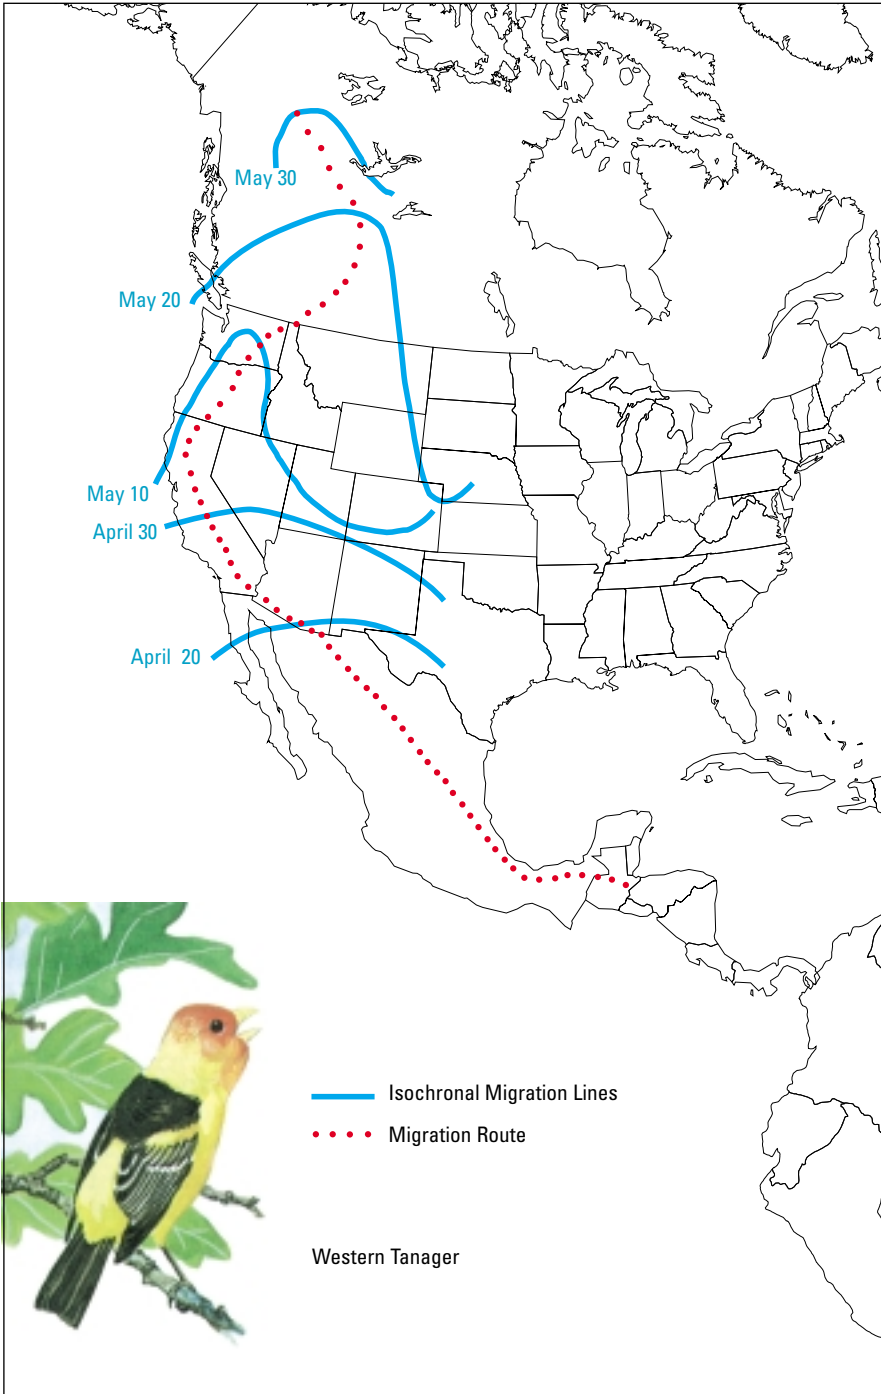 May 30
May 20
May 10
April 30
April 20
Isochronal Migration Lines
Migration Route
Western Tanager